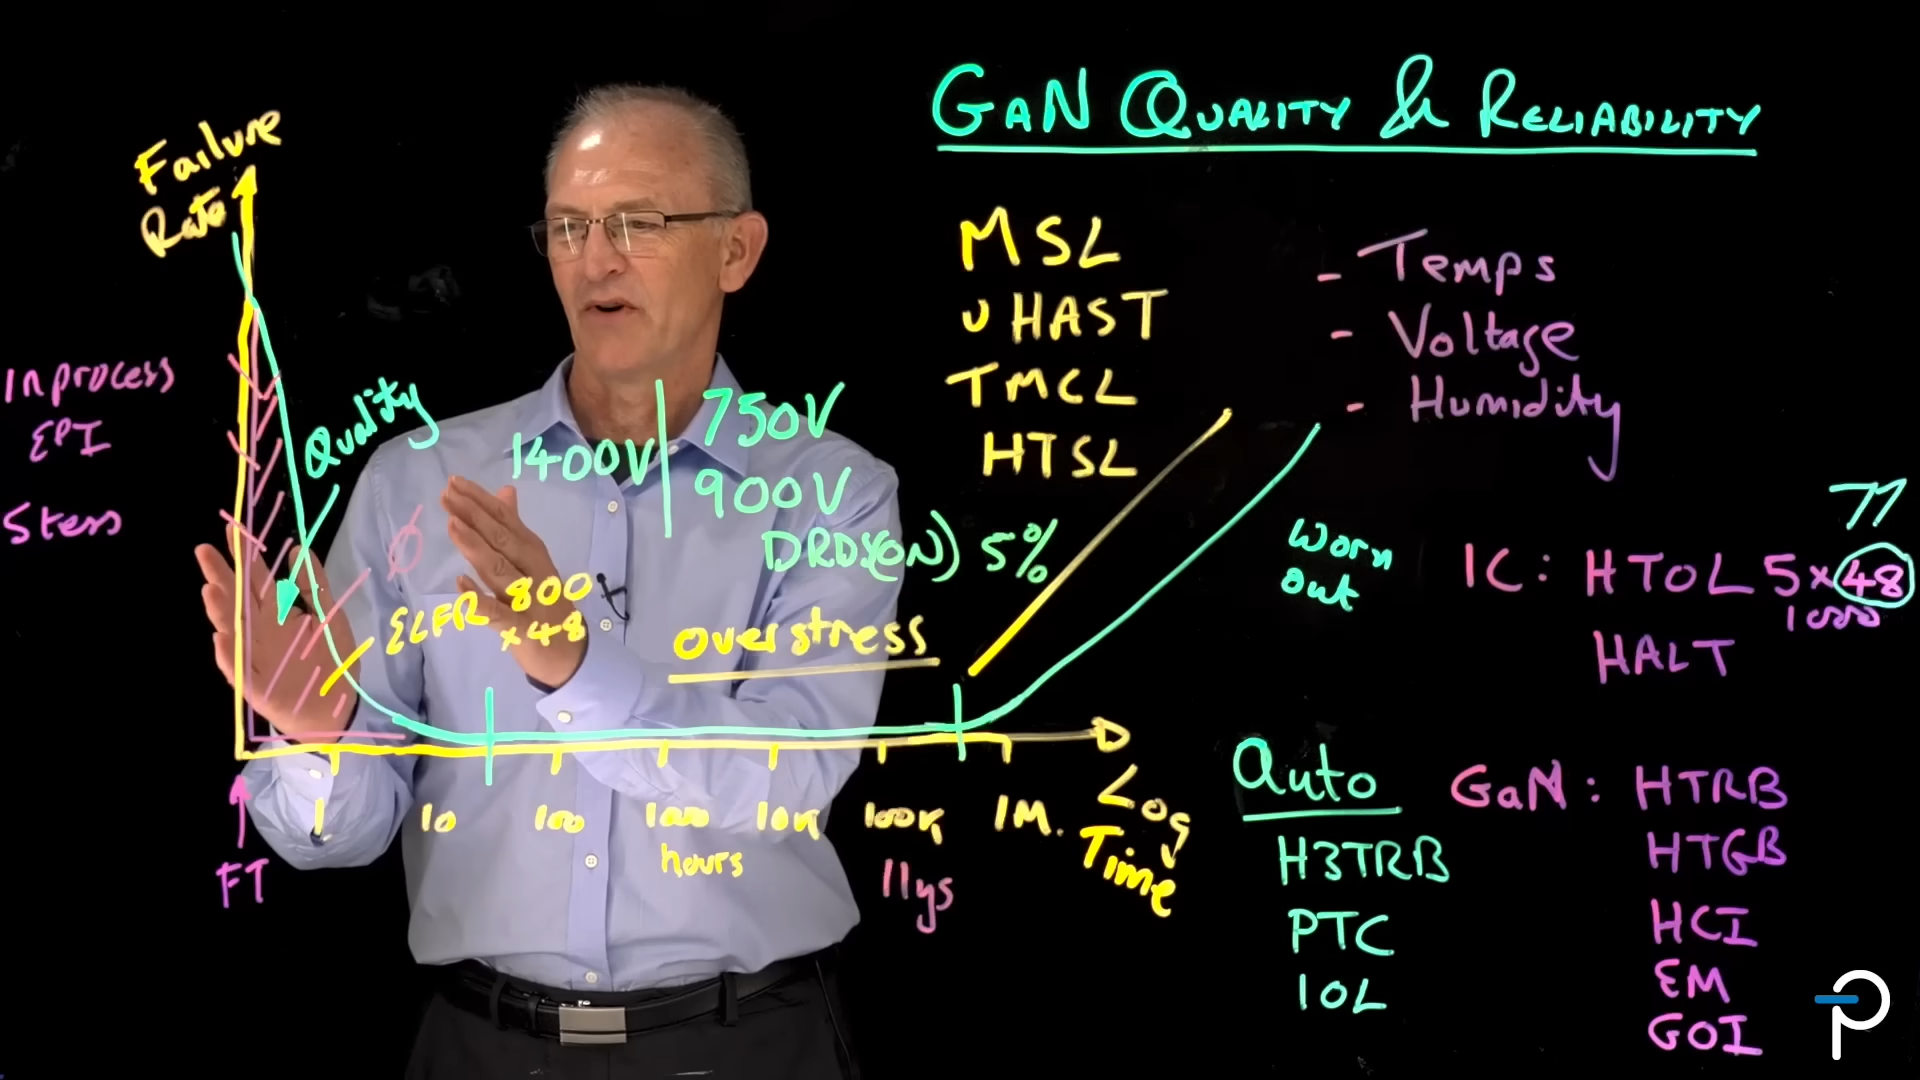 GaN QUALITY & RELIABILITY
Failure
Rate
MSL
UHAST
TMCL
HTSL
- Temps
- Voltage
- Humidity
Inprocess
EPI
Stess
Quality
1400V
750V
900V
DRDS(ON) 5%
ELFR 800
x48
overstress
Worn
out
77
IC: HTOL 5x48
1000
HALT
1 10 100 1000 10K 100K 1M.
hours
11ys
Log
Time
FT
Auto
H3TRB
PTC
IOL
GaN: HTRB
HTGB
HCI
EM
GOI